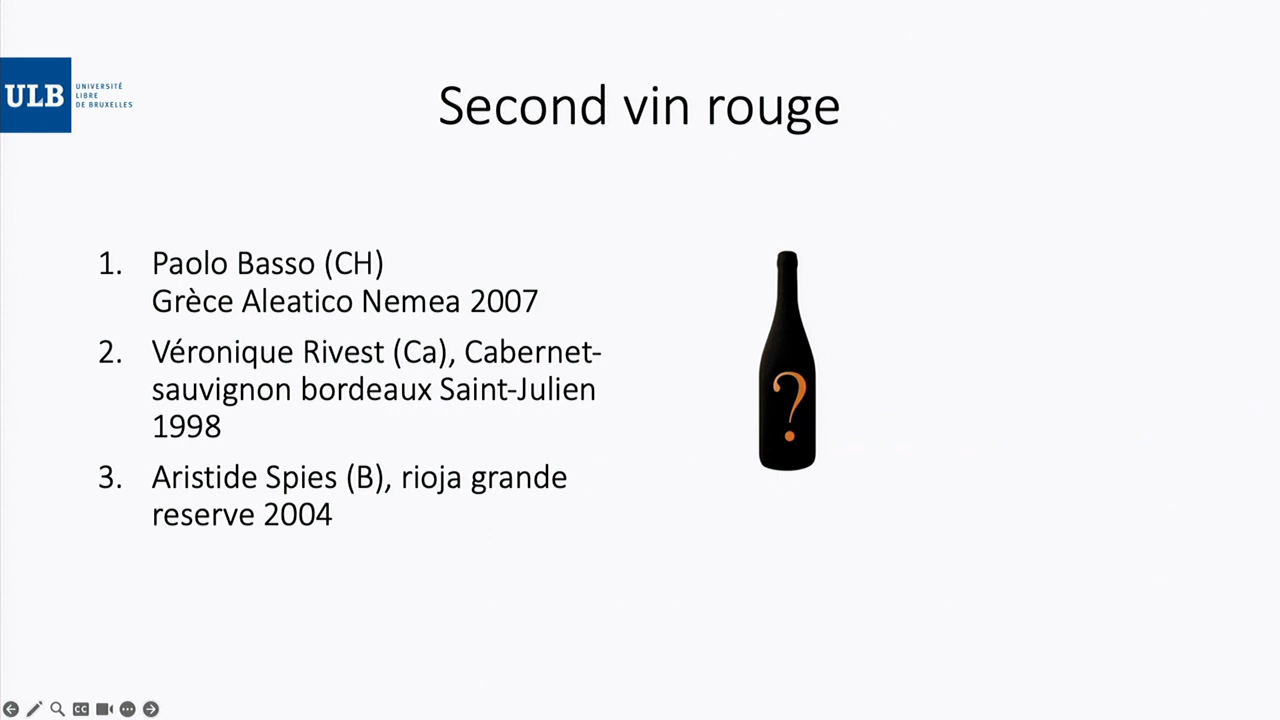 ULB
UNIVERSITÉ
LIBRE
DE BRUXELLES
Second vin rouge
1. Paolo Basso (CH)
Grèce Aleatico Nemea 2007
2. Véronique Rivest (Ca), Cabernet-
sauvignon bordeaux Saint-Julien
1998
3. Aristide Spies (B), rioja grande
reserve 2004
?
CC